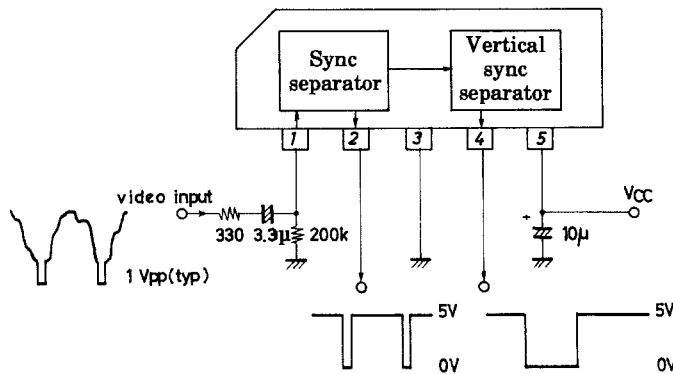 Sync
separator
Vertical
sync
separator
1
2
3
4
5
video input
330
3.3μ
200k
1 Vpp(typ)
VCC
+
10μ
5V
0V
5V
0V